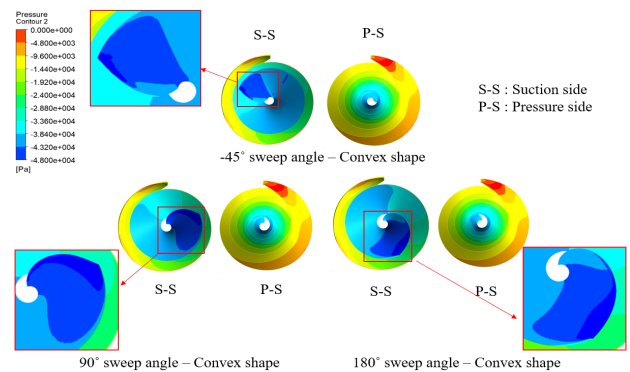 Pressure
Contour 2
0.000e+000
-4.800e+003
-9.600e+003
-1.440e+004
-1.920e+004
-2.400e+004
-2.880e+004
-3.360e+004
-3.840e+004
-4.320e+004
-4.800e+004
[Pa]
S-S
P-S
S-S : Suction side
P-S : Pressure side
-45˚ sweep angle – Convex shape
S-S
P-S
S-S
P-S
90˚ sweep angle – Convex shape
180˚ sweep angle – Convex shape